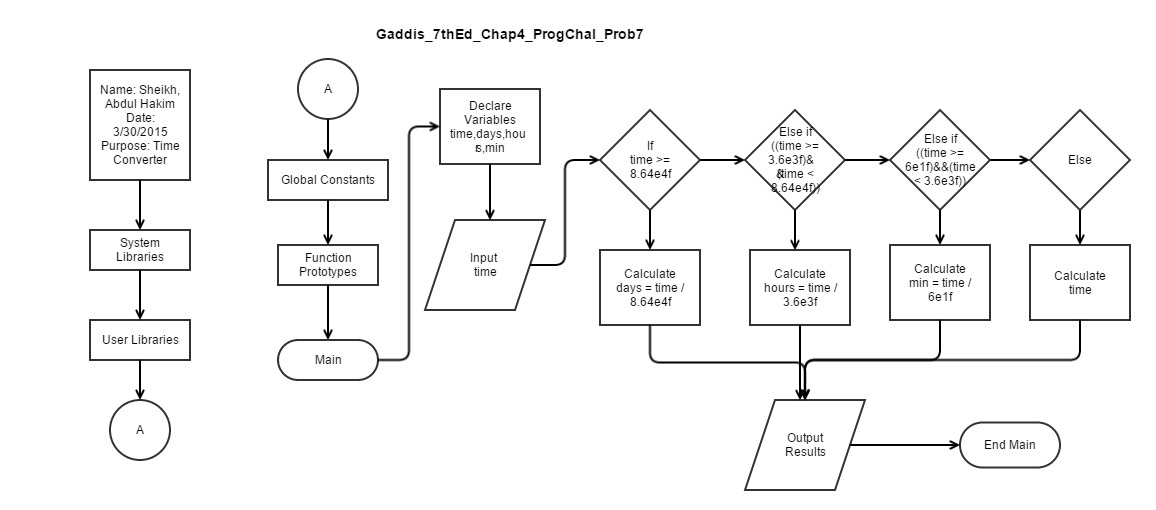 Gaddis_7thEd_Chap4_ProgChal_Prob7
Name: Sheikh,
Abdul Hakim
Date:
3/30/2015
Purpose: Time
Converter
System
Libraries
User Libraries
A
A
Global Constants
Function
Prototypes
Main
Declare
Variables
time,days,hou
rs,min
Input
time
If
time >=
8.64e4f
Else if
((time >=
3.6e3f)&
&time <
8.64e4f))
Else if
((time >=
6e1f)&&(time
< 3.6e3f))
Else
Calculate
days = time /
8.64e4f
Calculate
hours = time /
3.6e3f
Calculate
min = time /
6e1f
Calculate
time
Output
Results
End Main